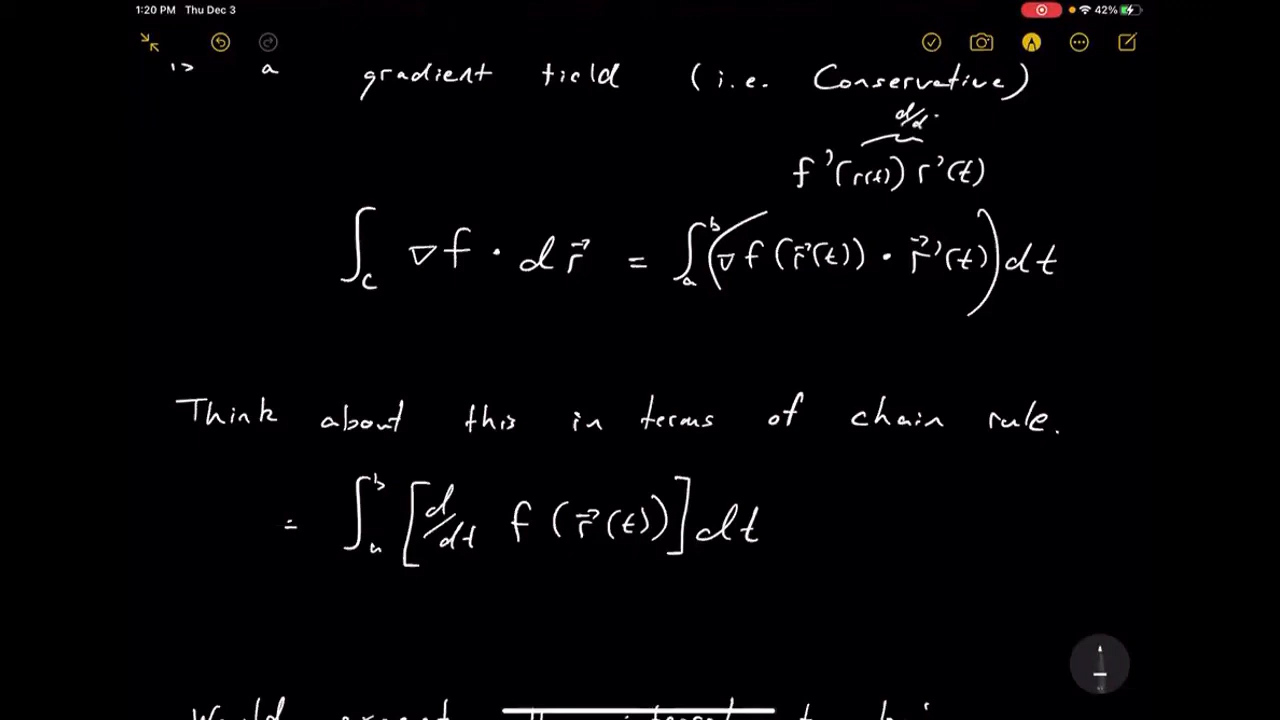 1:20 PM Thu Dec 3 42%
is a gradient field (i.e. Conservative)
d/d
f'(r(t)) r'(t)
∫_c ∇f · dr⃗ = ∫_a^b (∇f(r⃗(t)) · r⃗'(t)) dt
Think about this in terms of chain rule.
= ∫_a^b [d/dt f(r⃗(t))] dt
Would